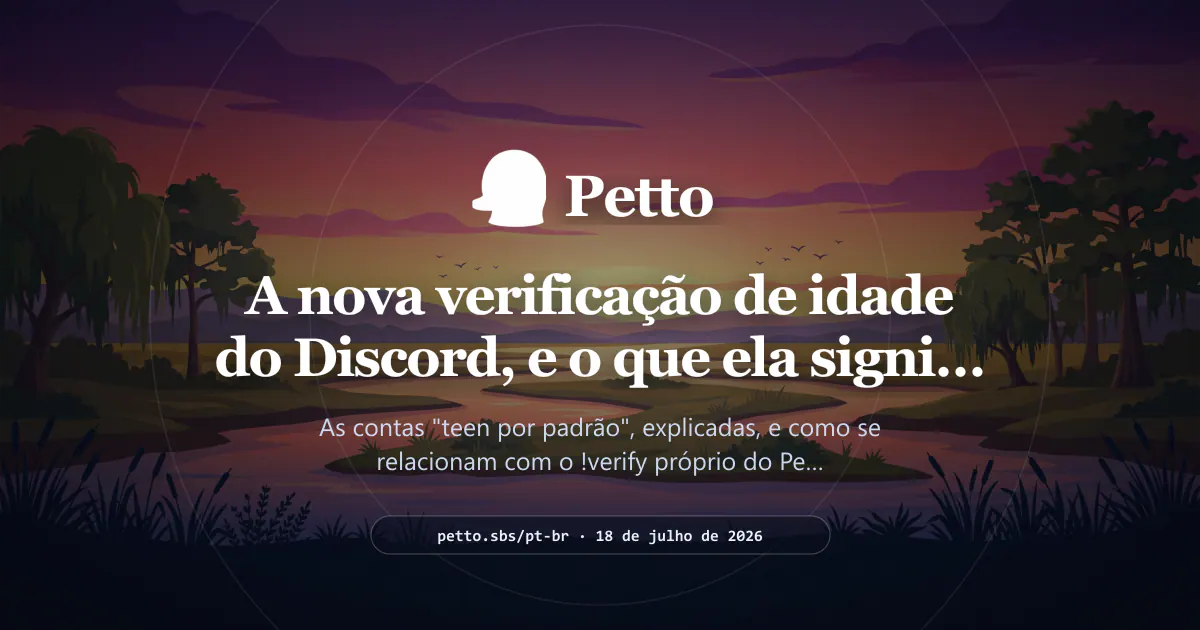 Petto
A nova verificação de idade
do Discord, e o que ela signi...
As contas "teen por padrão", explicadas, e como se
relacionam com o !verify próprio do Pe...
petto.sbs/pt-br · 18 de julho de 2026